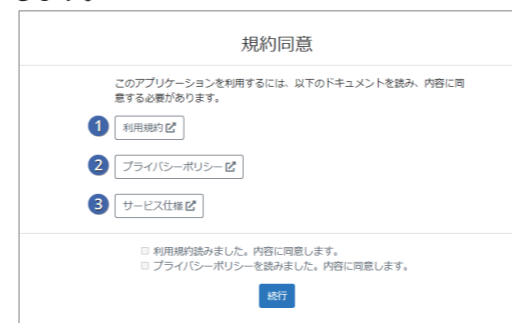 規約同意
このアプリケーションを利用するには、以下のドキュメントを読み、内容に同
意する必要があります。
1 利用規約
2 プライバシーポリシー
3 サービス仕様
利用規約読みました。内容に同意します。
プライバシーポリシーを読みました。内容に同意します。
続行